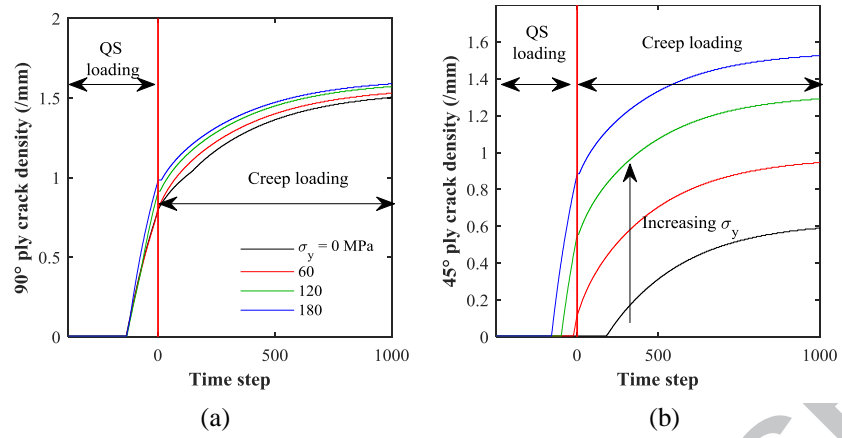 2
1.5
1
0.5
0
90° ply crack density (/mm)
QS
loading
Creep loading
σy = 0 MPa
60
120
180
0
500
1000
Time step
(a)
1.6
1.4
1.2
1
0.8
0.6
0.4
0.2
0
45° ply crack density (/mm)
QS
loading
Creep loading
Increasing σy
0
500
1000
Time step
(b)